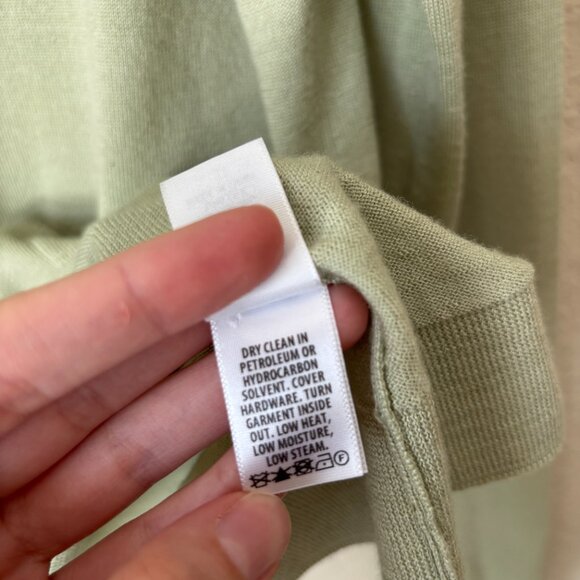 DRY CLEAN IN
PETROLEUM OR
HYDROCARBON
SOLVENT. COVER
HARDWARE. TURN
GARMENT INSIDE
OUT. LOW HEAT,
LOW MOISTURE,
LOW STEAM.
F